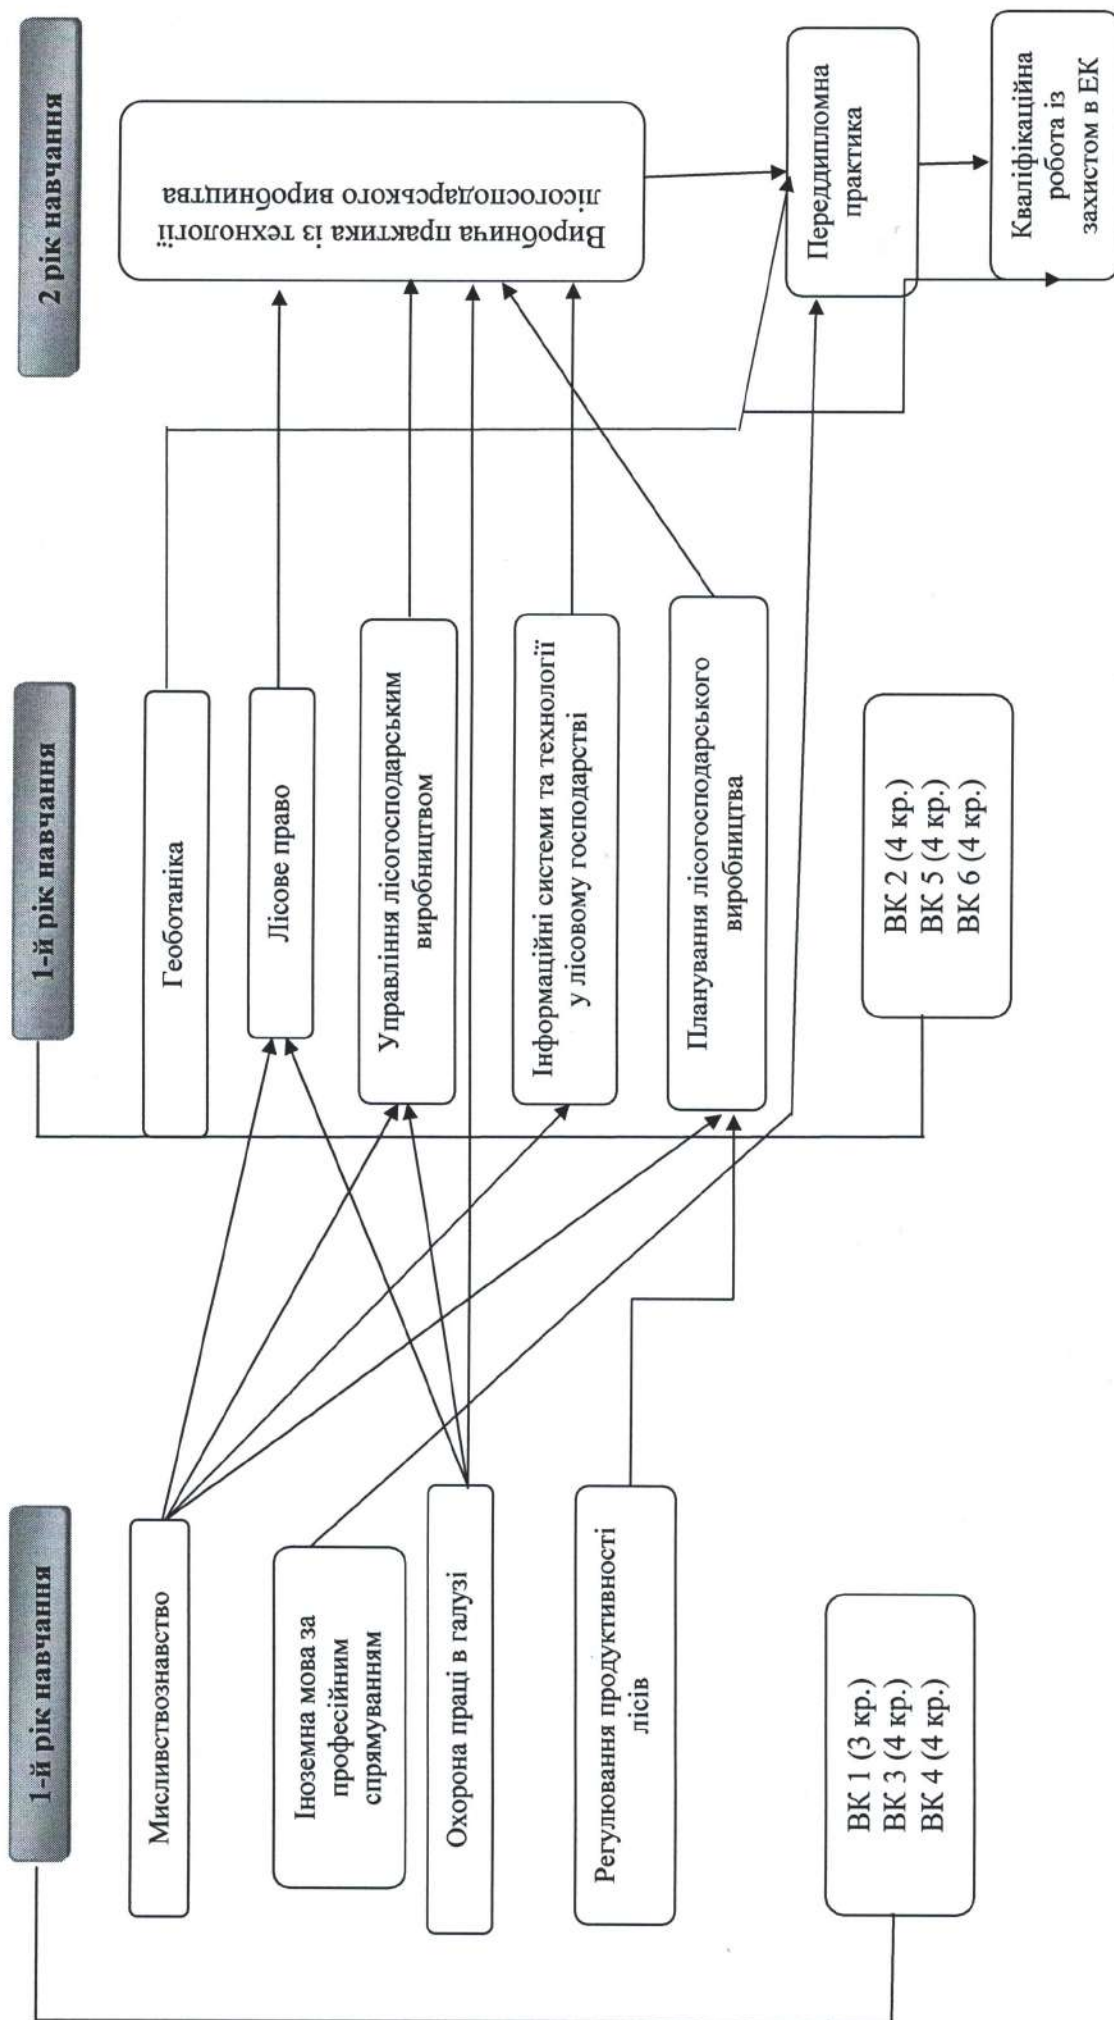 1-й рік навчання
Мисливствознавство
Іноземна мова за
професійним
спрямуванням
Охорона праці в галузі
Регулювання продуктивності
лісів
ВК 1 (3 кр.)
ВК 3 (4 кр.)
ВК 4 (4 кр.)
1-й рік навчання
Геоботаніка
Лісове право
Управління лісогосподарським
виробництвом
Інформаційні системи та технології
у лісовому господарстві
Планування лісогосподарського
виробництва
ВК 2 (4 кр.)
ВК 5 (4 кр.)
ВК 6 (4 кр.)
2 рік навчання
Виробнича практика із технології
лісогосподарського виробництва
Переддипломна
практика
Кваліфікаційна
робота із
захистом в ЕК